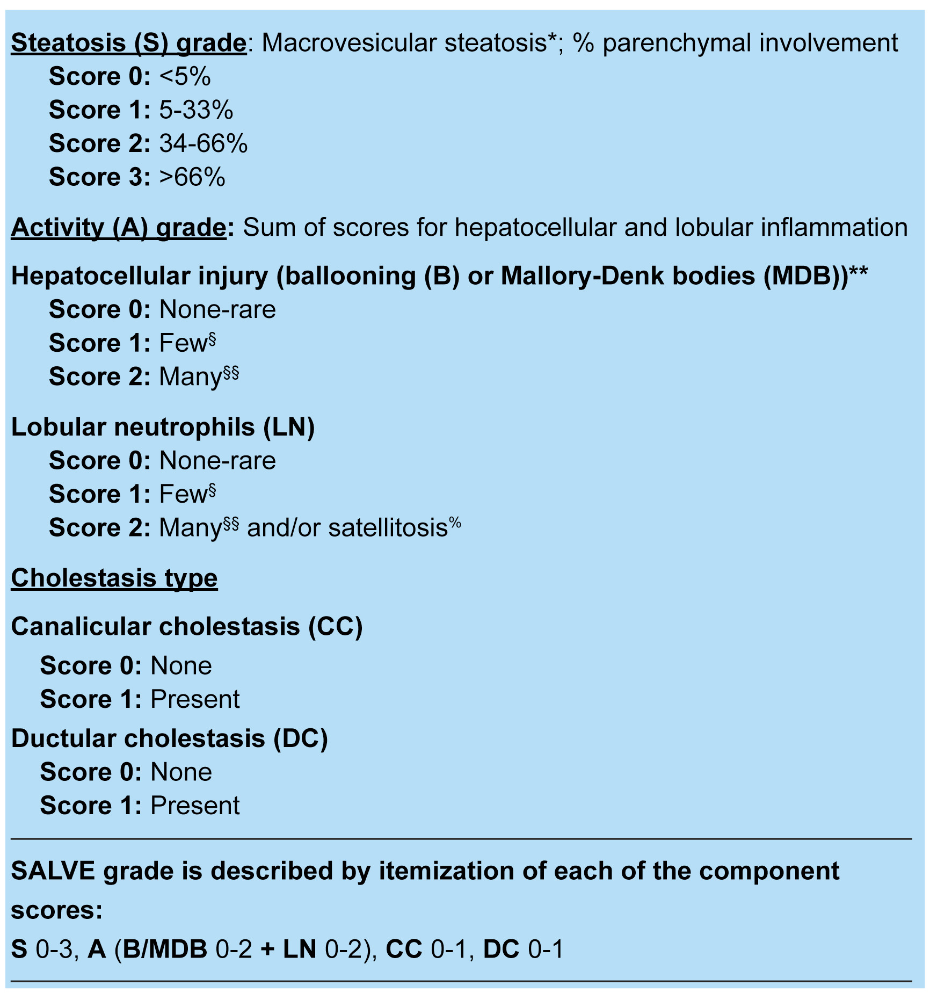 Steatosis (S) grade: Macrovesicular steatosis*; % parenchymal involvement
Score 0: <5%
Score 1: 5-33%
Score 2: 34-66%
Score 3: >66%
Activity (A) grade: Sum of scores for hepatocellular and lobular inflammation
Hepatocellular injury (ballooning (B) or Mallory-Denk bodies (MDB))**
Score 0: None-rare
Score 1: Few§
Score 2: Many§§
Lobular neutrophils (LN)
Score 0: None-rare
Score 1: Few§
Score 2: Many§§ and/or satellitosis%
Cholestasis type
Canalicular cholestasis (CC)
Score 0: None
Score 1: Present
Ductular cholestasis (DC)
Score 0: None
Score 1: Present
SALVE grade is described by itemization of each of the component
scores:
S 0-3, A (B/MDB 0-2 + LN 0-2), CC 0-1, DC 0-1